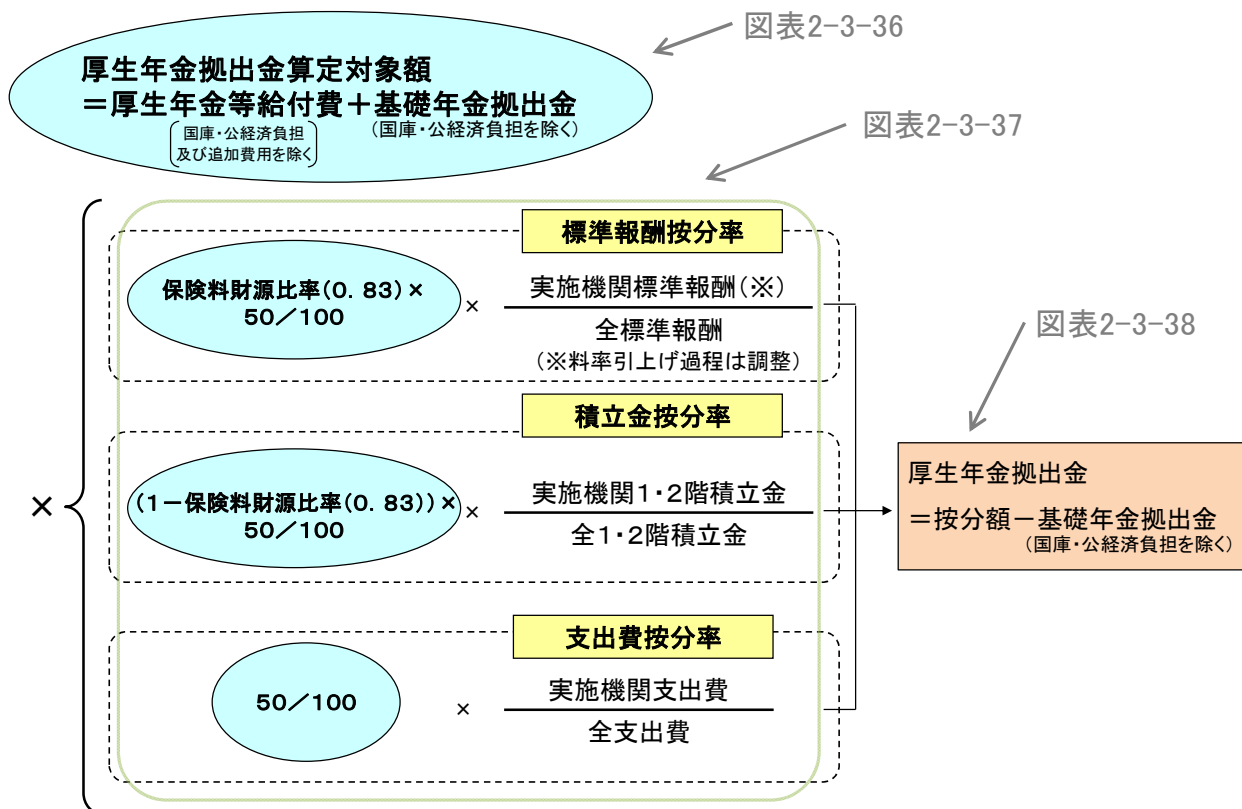 図表2-3-36
厚生年金拠出金算定対象額
＝厚生年金等給付費＋基礎年金拠出金
国庫・公経済負担
及び追加費用を除く
(国庫・公経済負担を除く)
図表2-3-37
標準報酬按分率
保険料財源比率(0．83)×
50／100
×
実施機関標準報酬(※)
全標準報酬
(※料率引上げ過程は調整)
図表2-3-38
積立金按分率
×
(1－保険料財源比率(0．83))×
50／100
×
実施機関1・2階積立金
全1・2階積立金
厚生年金拠出金
＝按分額－基礎年金拠出金
(国庫・公経済負担を除く)
支出費按分率
50／100
×
実施機関支出費
全支出費